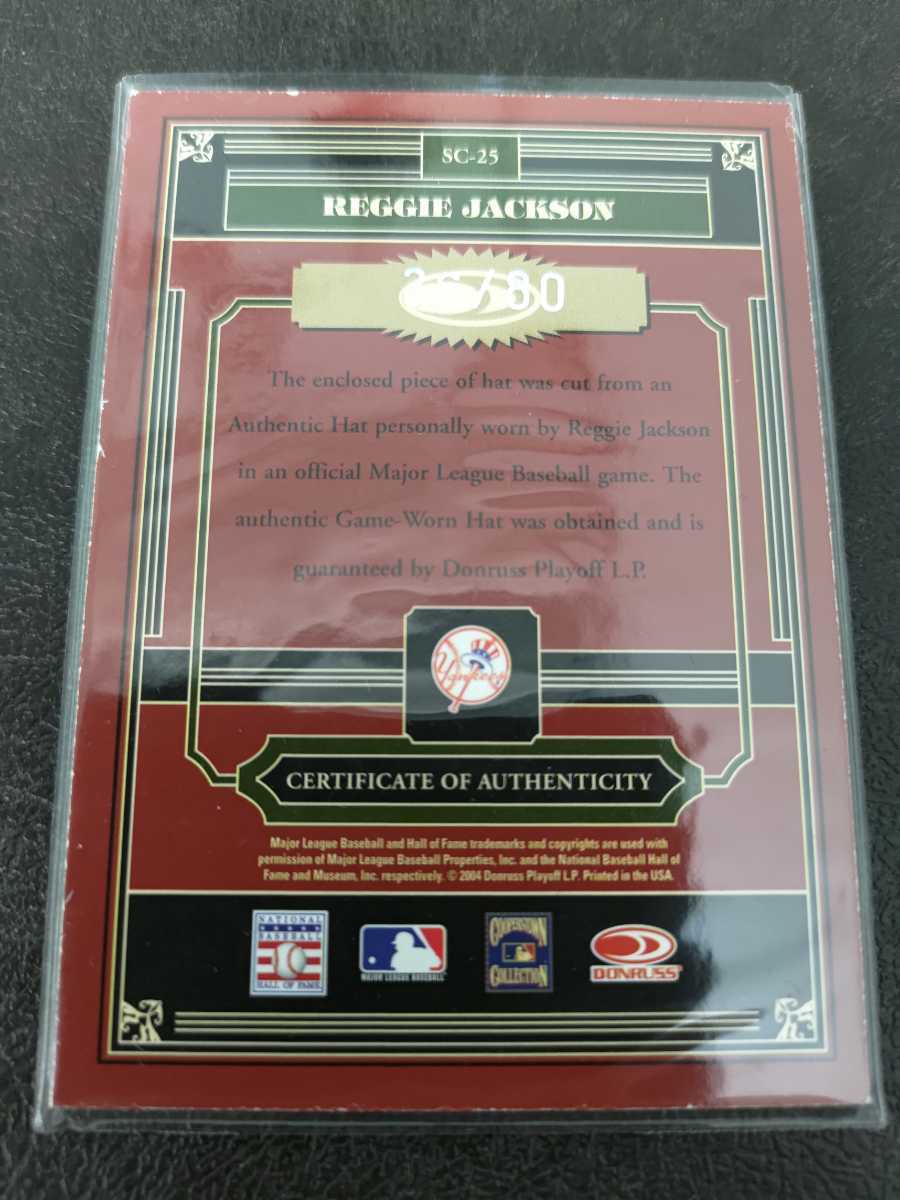 SC-25
REGGIE JACKSON
/80
The enclosed piece of hat was cut from an
Authentic Hat personally worn by Reggie Jackson
in an official Major League Baseball game. The
authentic Game-Worn Hat was obtained and is
guaranteed by Donruss Playoff L.P.
Yankees
CERTIFICATE OF AUTHENTICITY
Major League Baseball and Hall of Fame trademarks and copyrights are used with
permission of Major League Baseball Properties, Inc. and the National Baseball Hall of
Fame and Museum, Inc. respectively. © 2004 Donruss Playoff L.P. Printed in the USA
NATIONAL
BASEBALL
HALL OF FAME
MAJOR LEAGUE BASEBALL
COOPERSTOWN
COLLECTION
DONRUSS